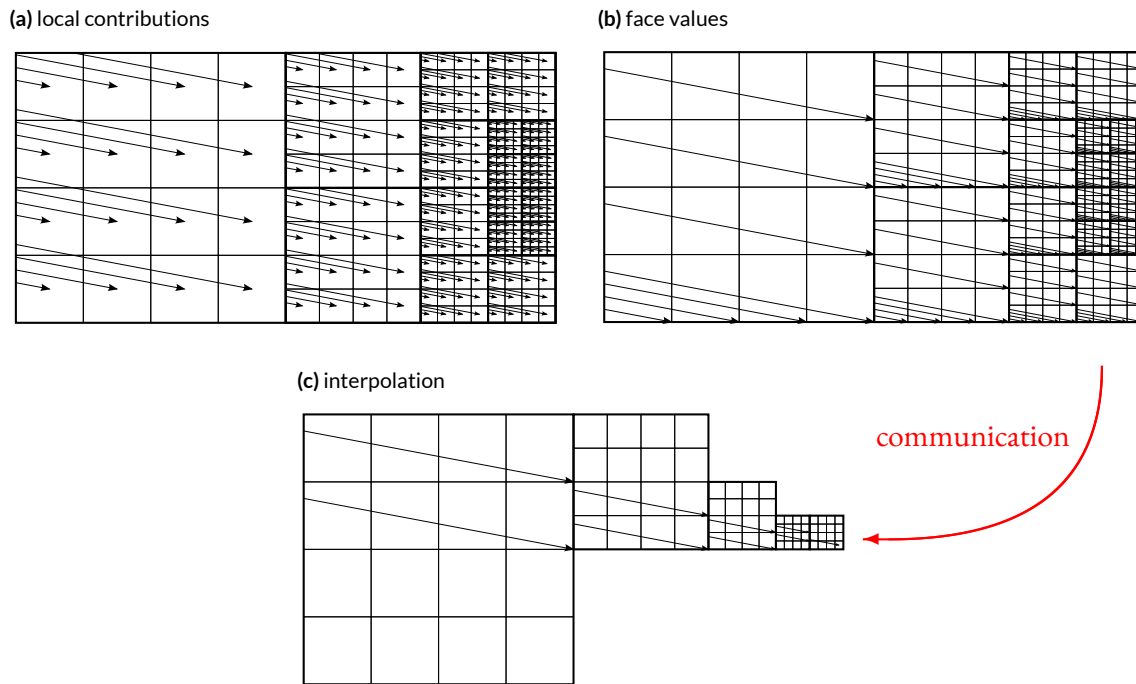 (a) local contributions
(b) face values
(c) interpolation
communication